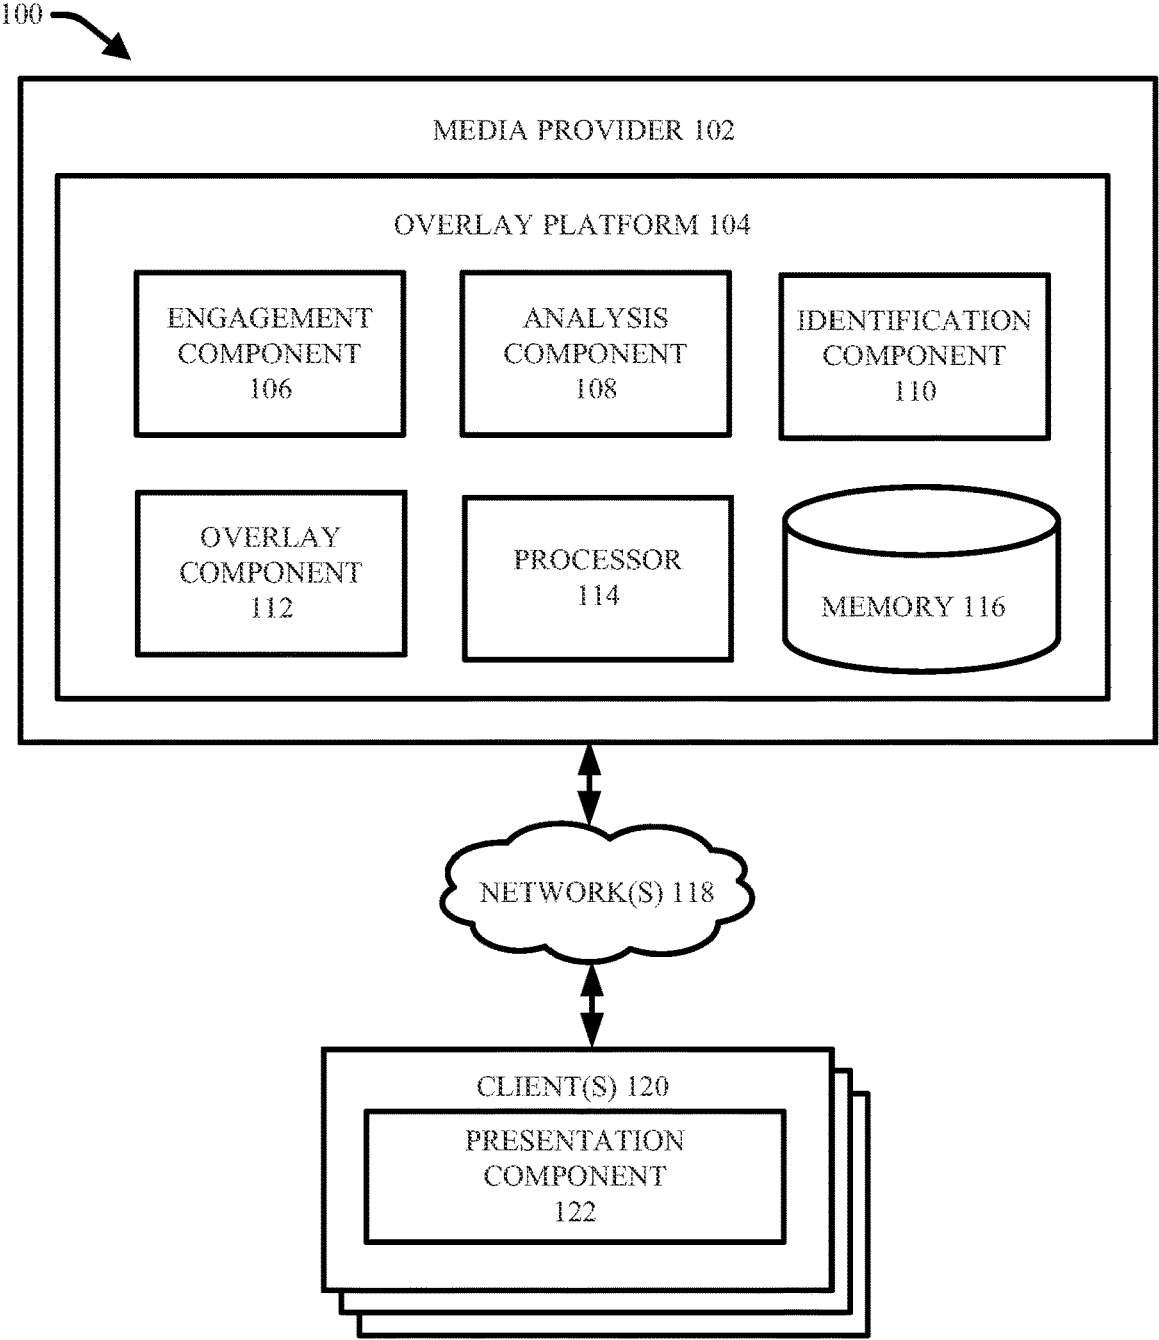 100
MEDIA PROVIDER 102
OVERLAY PLATFORM 104
ENGAGEMENT
COMPONENT
106
ANALYSIS
COMPONENT
108
IDENTIFICATION
COMPONENT
110
OVERLAY
COMPONENT
112
PROCESSOR
114
MEMORY 116
NETWORK(S) 118
CLIENT(S) 120
PRESENTATION
COMPONENT
122